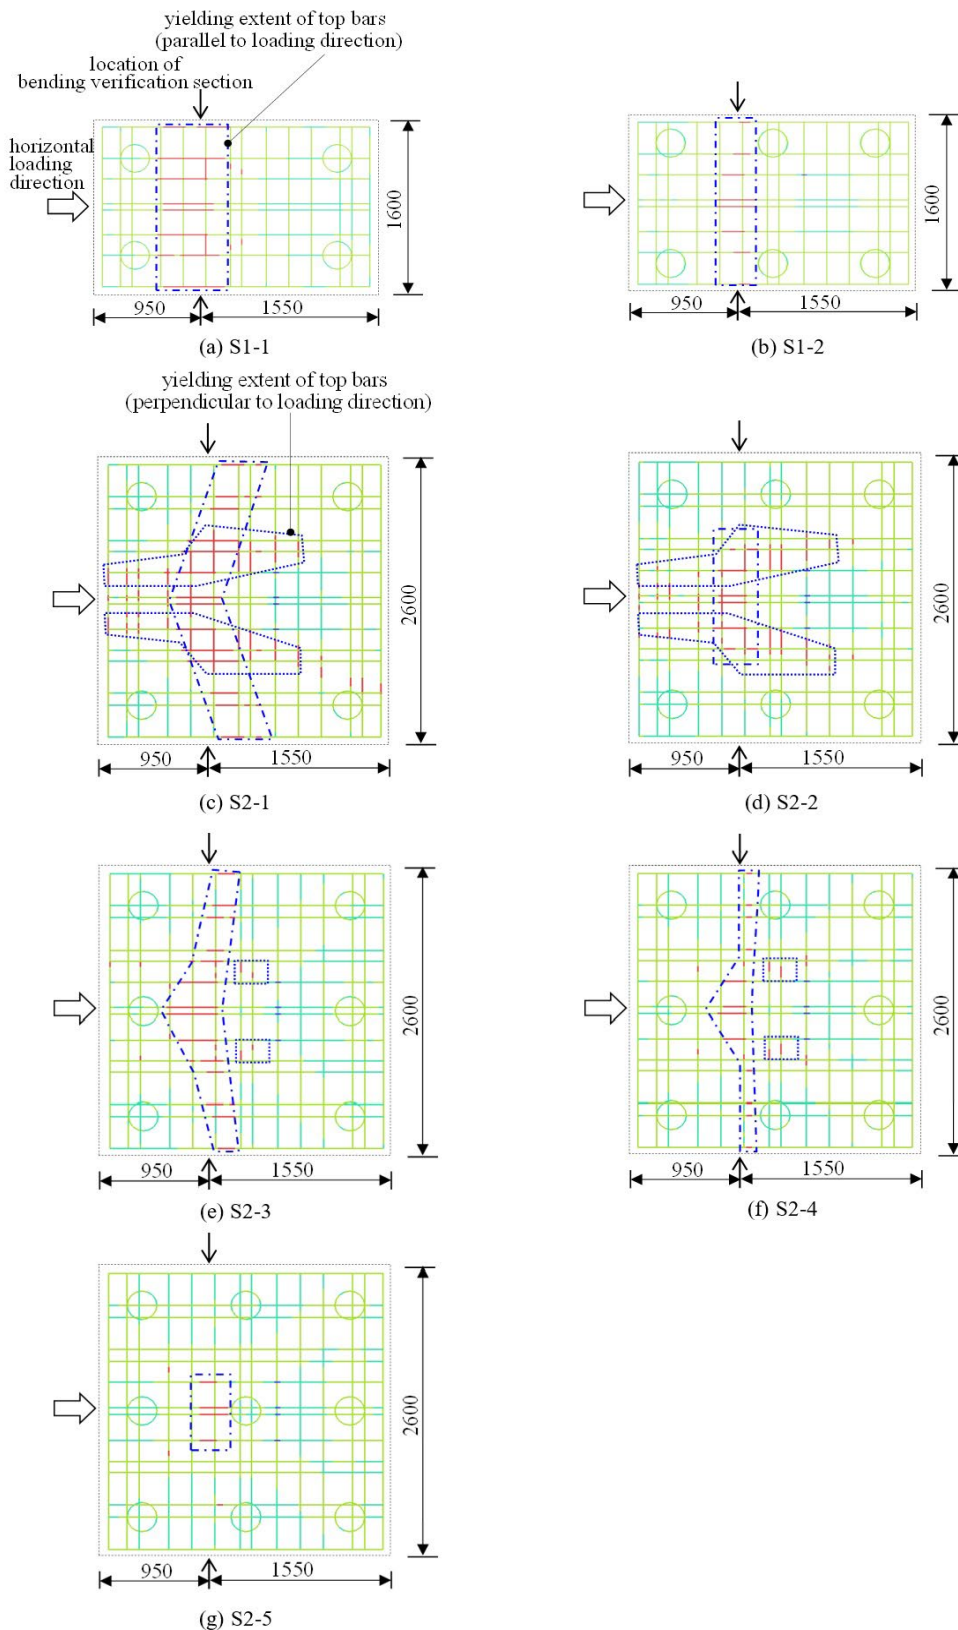 yielding extent of top bars
(parallel to loading direction)
location of
bending verification section
horizontal
loading
direction
1600
950
1550
(a) S1-1
1600
950
1550
(b) S1-2
yielding extent of top bars
(perpendicular to loading direction)
2600
950
1550
(c) S2-1
2600
950
1550
(d) S2-2
2600
950
1550
(e) S2-3
2600
950
1550
(f) S2-4
2600
950
1550
(g) S2-5